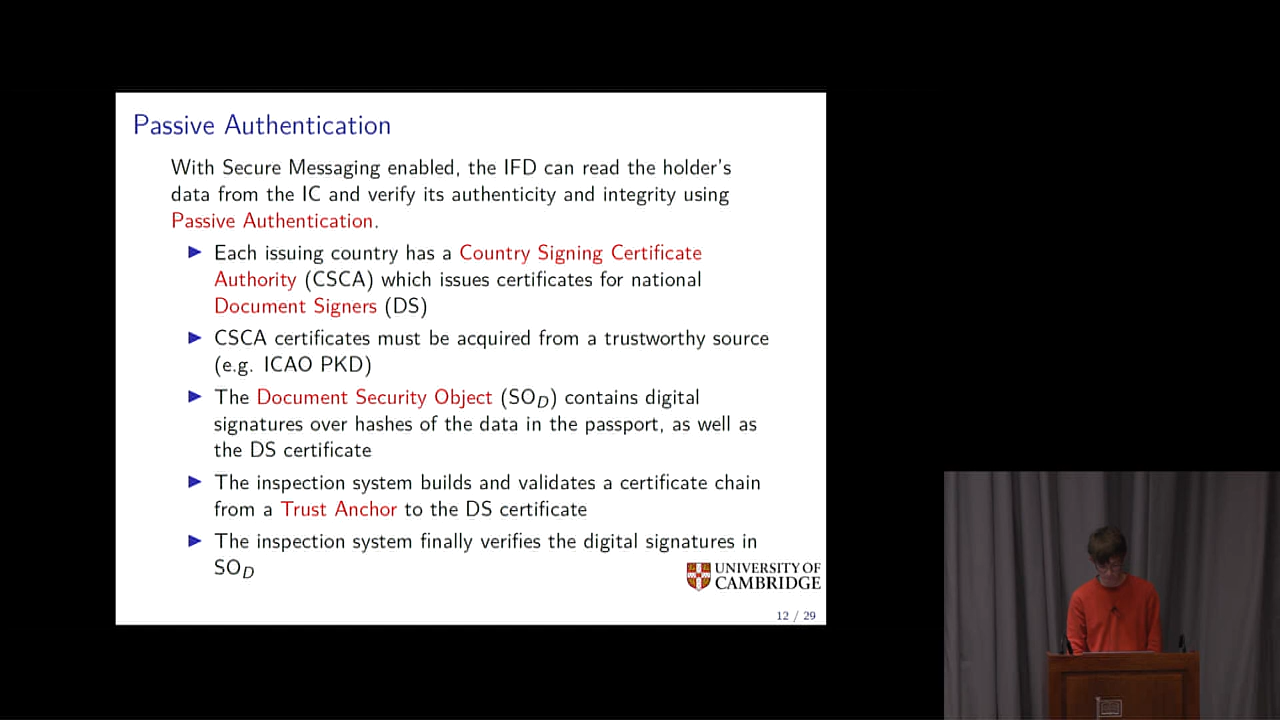 Passive Authentication
With Secure Messaging enabled, the IFD can read the holder's
data from the IC and verify its authenticity and integrity using
Passive Authentication.
Each issuing country has a Country Signing Certificate
Authority (CSCA) which issues certificates for national
Document Signers (DS)
CSCA certificates must be acquired from a trustworthy source
(e.g. ICAO PKD)
The Document Security Object (SOD) contains digital
signatures over hashes of the data in the passport, as well as
the DS certificate
The inspection system builds and validates a certificate chain
from a Trust Anchor to the DS certificate
The inspection system finally verifies the digital signatures in
SOD
UNIVERSITY OF
CAMBRIDGE
12 / 29